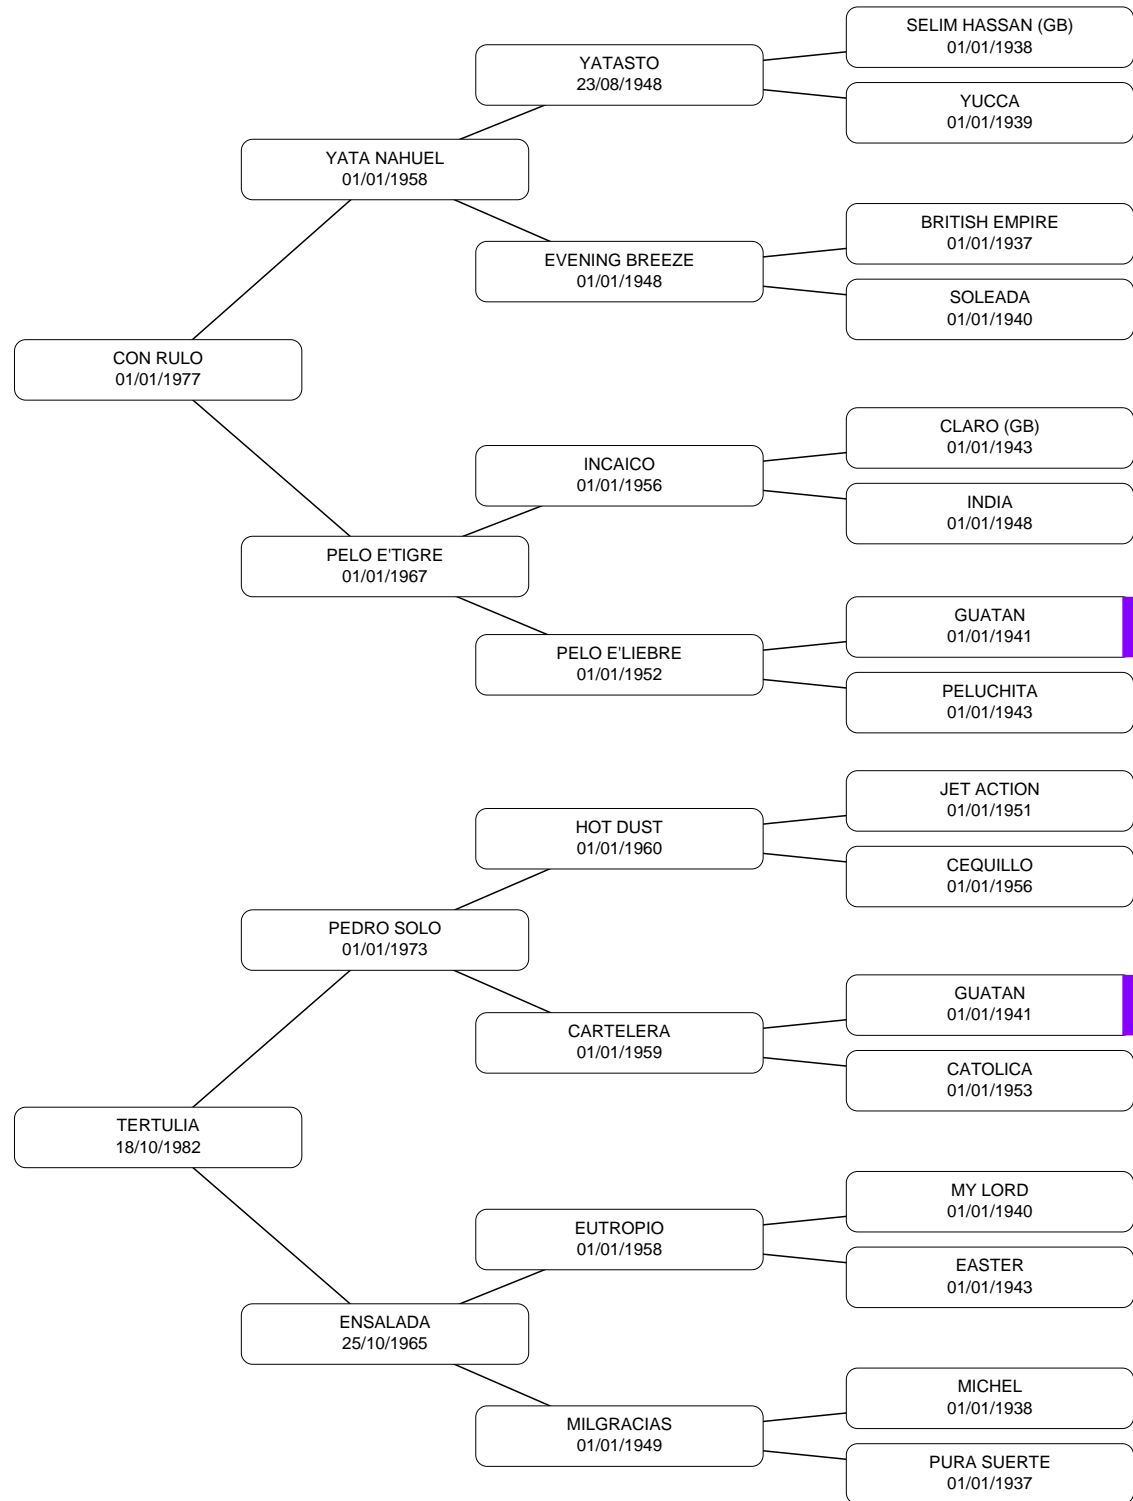 SELIM HASSAN (GB)
01/01/1938
YATASTO
23/08/1948
YUCCA
01/01/1939
YATA NAHUEL
01/01/1958
BRITISH EMPIRE
01/01/1937
EVENING BREEZE
01/01/1948
SOLEADA
01/01/1940
CON RULO
01/01/1977
CLARO (GB)
01/01/1943
INCAICO
01/01/1956
INDIA
01/01/1948
PELO E'TIGRE
01/01/1967
GUATAN
01/01/1941
PELO E'LIEBRE
01/01/1952
PELUCHITA
01/01/1943
JET ACTION
01/01/1951
HOT DUST
01/01/1960
CEQUILLO
01/01/1956
PEDRO SOLO
01/01/1973
GUATAN
01/01/1941
CARTELERA
01/01/1959
CATOLICA
01/01/1953
TERTULIA
18/10/1982
MY LORD
01/01/1940
EUTROPIO
01/01/1958
EASTER
01/01/1943
ENSALADA
25/10/1965
MICHEL
01/01/1938
MILGRACIAS
01/01/1949
PURA SUERTE
01/01/1937